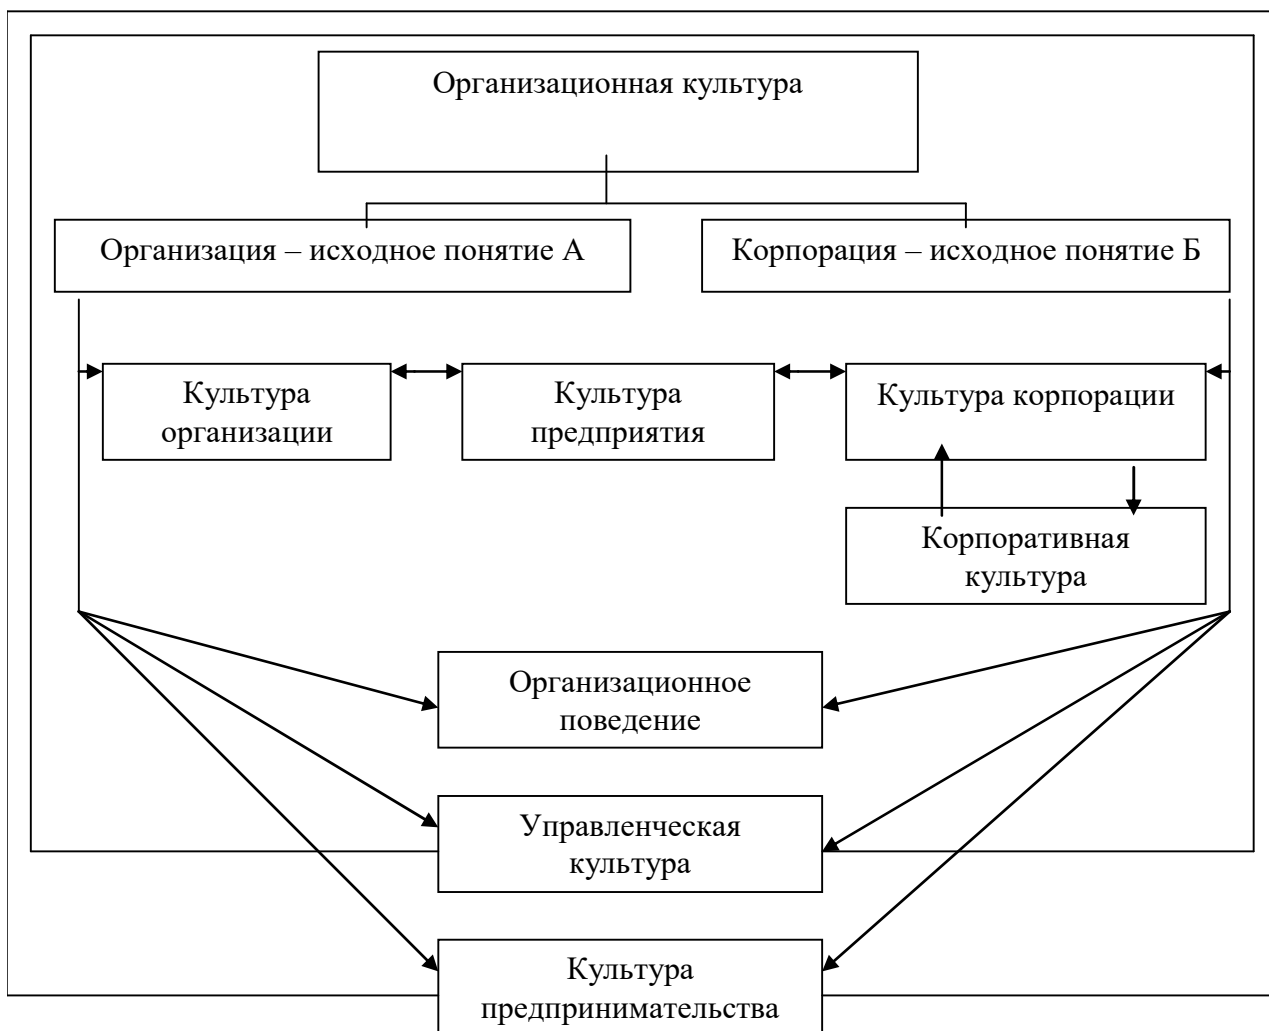 Организационная культура
Организация – исходное понятие А
Корпорация – исходное понятие Б
Культура
организации
Культура
предприятия
Культура корпорации
Корпоративная
культура
Организационное
поведение
Управленческая
культура
Культура
предпринимательства